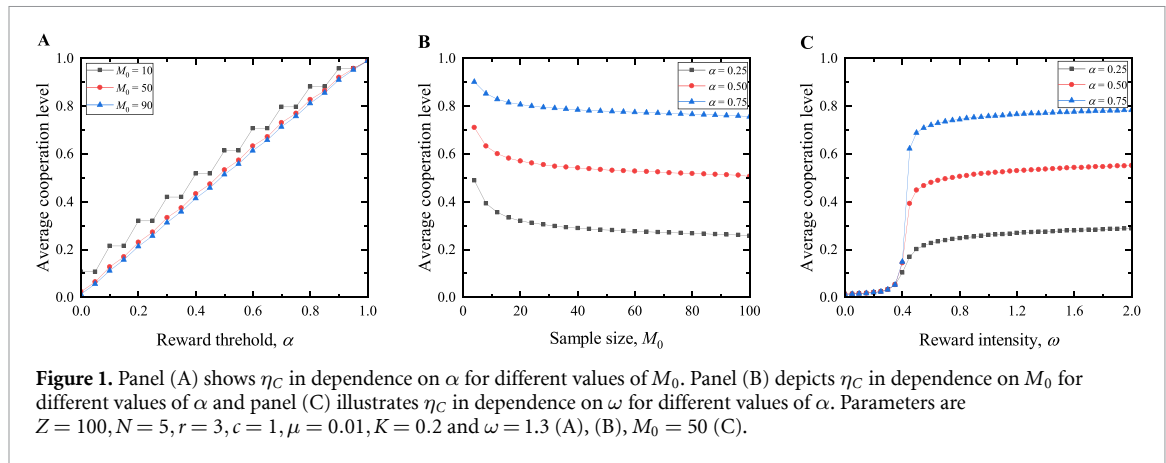 A
B
C
M₀ = 10
M₀ = 50
M₀ = 90
α = 0.25
α = 0.50
α = 0.75
α = 0.25
α = 0.50
α = 0.75
1.0
0.8
0.6
0.4
0.2
0.0
Average cooperation level
0.0 0.2 0.4 0.6 0.8 1.0
Reward threhold, α
1.0
0.8
0.6
0.4
0.2
0.0
Average cooperation level
0 20 40 60 80 100
Sample size, M₀
1.0
0.8
0.6
0.4
0.2
0.0
Average cooperation level
0.0 0.4 0.8 1.2 1.6 2.0
Reward intensity, ω
Figure 1. Panel (A) shows η_C in dependence on α for different values of M₀. Panel (B) depicts η_C in dependence on M₀ for
different values of α and panel (C) illustrates η_C in dependence on ω for different values of α. Parameters are
Z = 100, N = 5, r = 3, c = 1, μ = 0.01, K = 0.2 and ω = 1.3 (A), (B), M₀ = 50 (C).